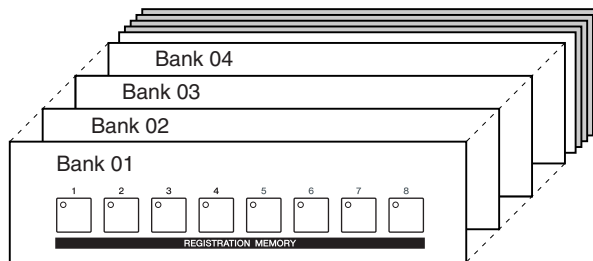 Bank 04
Bank 03
Bank 02
Bank 01
1 2 3 4 5 6 7 8
REGISTRATION MEMORY